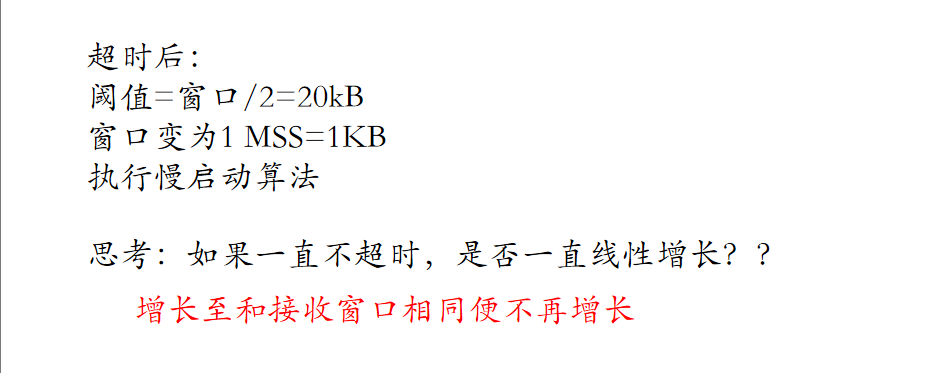 超时后：
阈值=窗口/2=20kB
窗口变为1 MSS=1KB
执行慢启动算法
思考：如果一直不超时，是否一直线性增长？？
增长至和接收窗口相同便不再增长